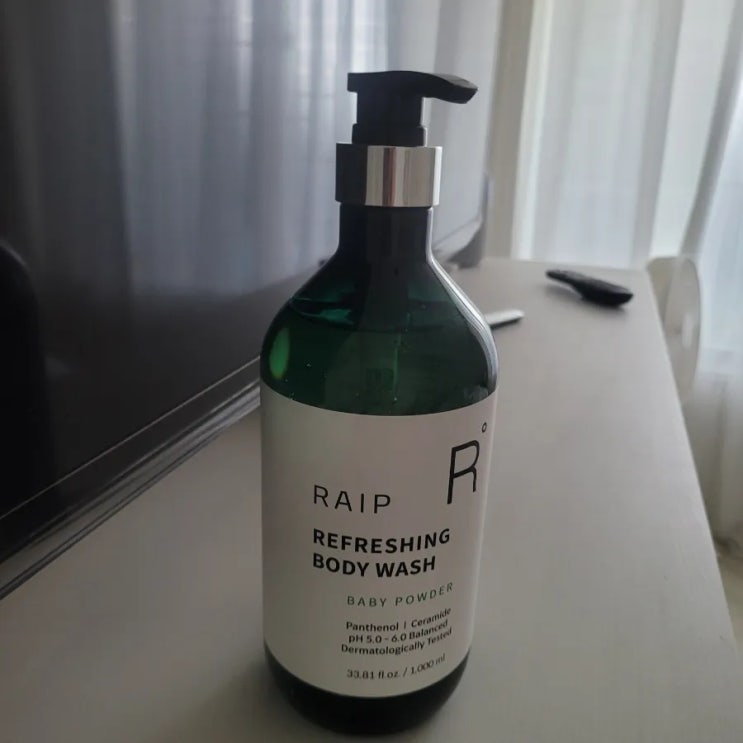 R°
RAIP
REFRESHING
BODY WASH
BABY POWDER
Panthenol | Ceramide
pH 5.0 - 6.0 Balanced
Dermatologically Tested
33.81 fl.oz. / 1,000 ml